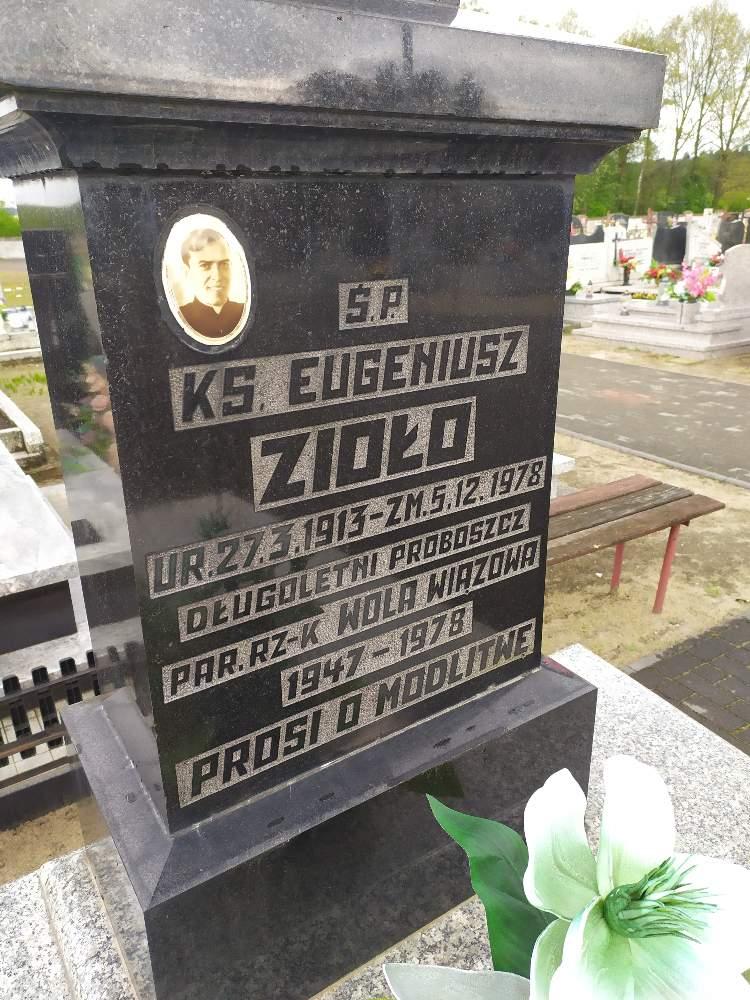 Ś.P.
KS. EUGENIUSZ
ZIOŁO
UR.27.3.1913-ZM.5.12.1978
DŁUGOLETNI PROBOSZCZ
PAR. RZ-K WOLA WIĄZOWA
1947-1978
PROSI O MODLITWĘ